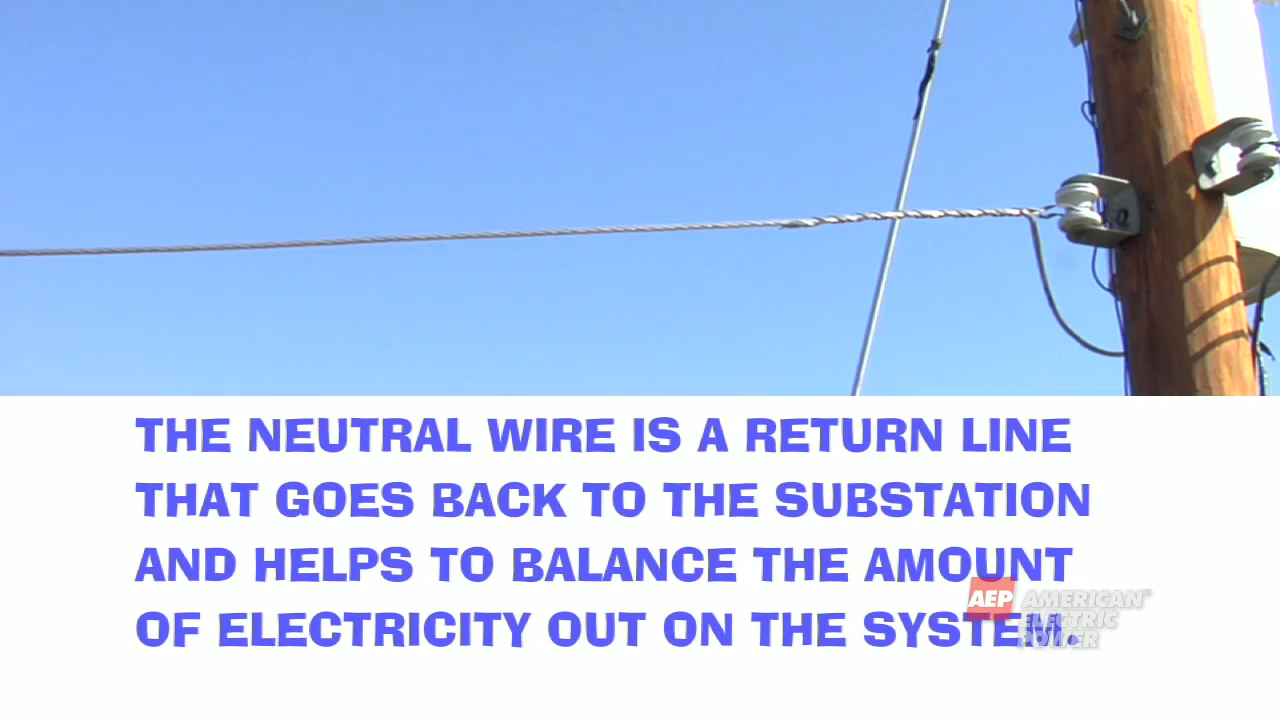 THE NEUTRAL WIRE IS A RETURN LINE
THAT GOES BACK TO THE SUBSTATION
AND HELPS TO BALANCE THE AMOUNT
OF ELECTRICITY OUT ON THE SYSTEM.
AEP AMERICAN®
ELECTRIC
POWER